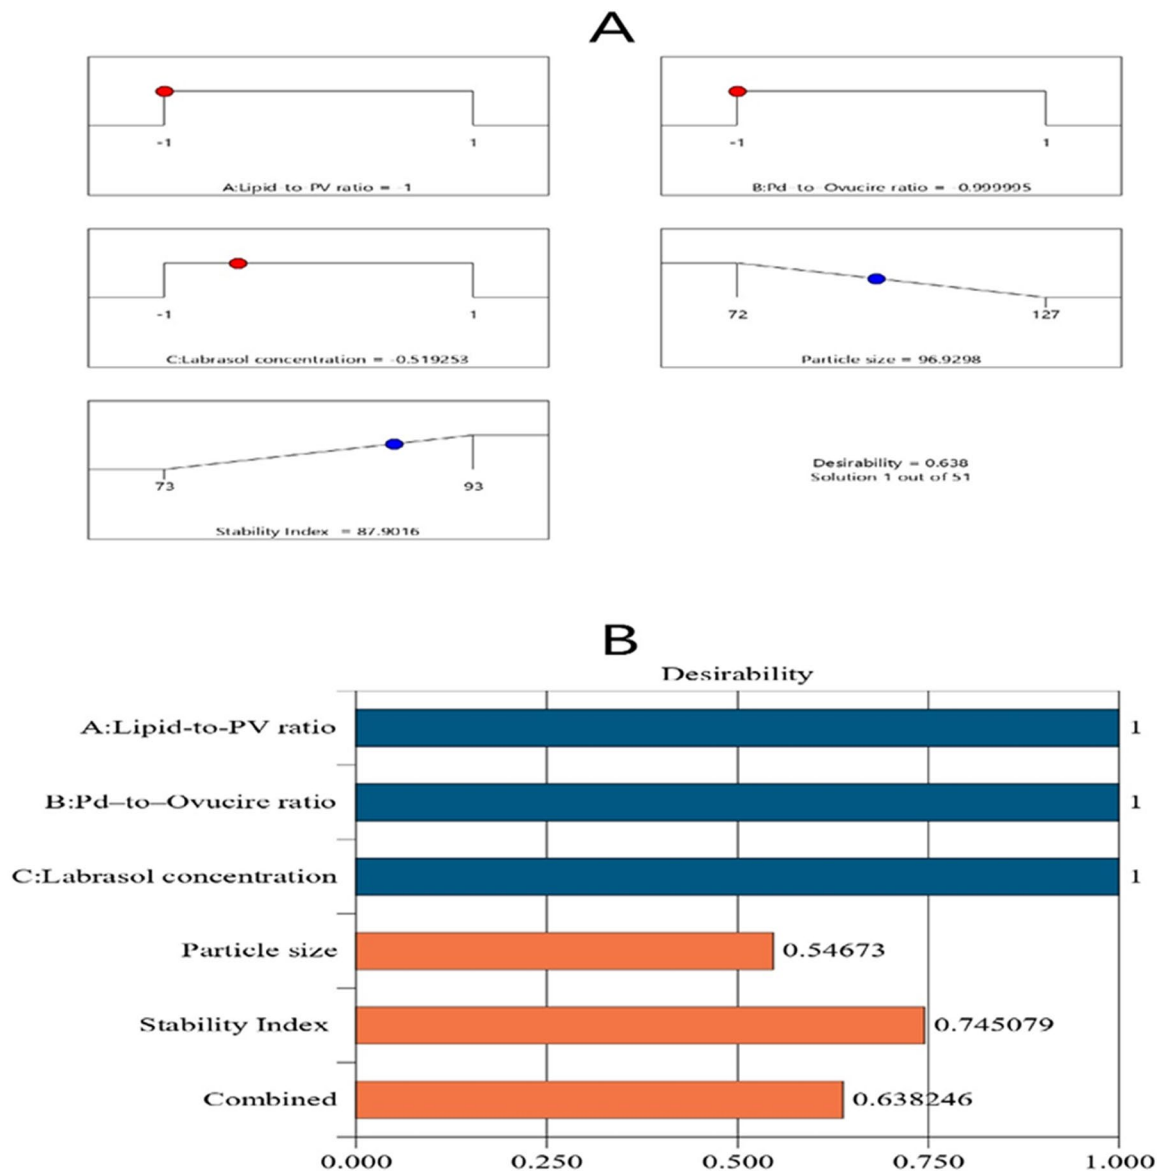 A
-1 1
A:Lipid-to-PV ratio = -1
-1 1
B:Pd-to-Ovucire ratio = -0.999995
-1 1
C:Labrasol concentration = -0.519253
72 127
Particle size = 96.9298
73 93
Stability Index = 87.9016
Desirability = 0.638
Solution 1 out of 51
B
Desirability
A:Lipid-to-PV ratio 1
B:Pd–to–Ovucire ratio 1
C:Labrasol concentration 1
Particle size 0.54673
Stability Index 0.745079
Combined 0.638246
0.000 0.250 0.500 0.750 1.000